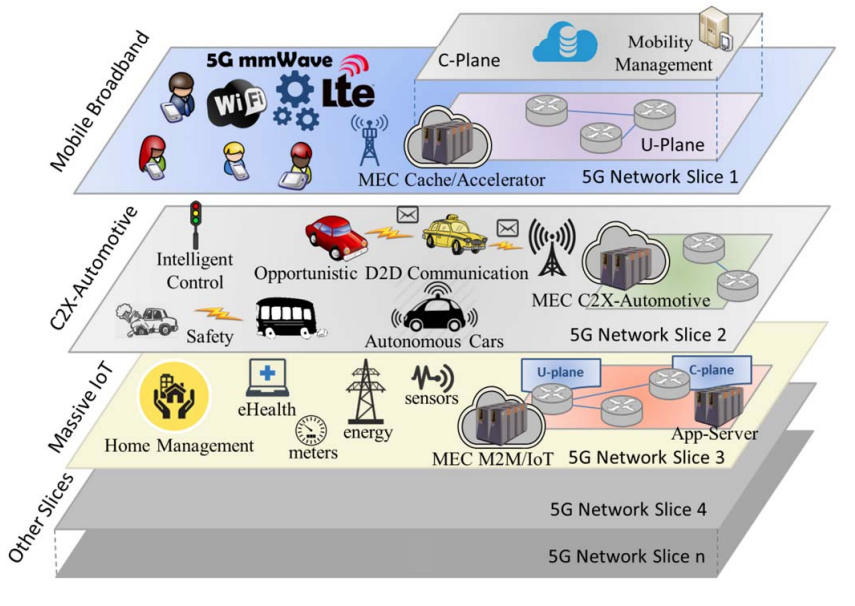 Mobile Broadband
5G mmWave
WiFi
Lte
C-Plane
Mobility
Management
U-Plane
MEC Cache/Accelerator
5G Network Slice 1
C2X-Automotive
Intelligent
Control
Opportunistic D2D Communication
MEC C2X-Automotive
Safety
Autonomous Cars
5G Network Slice 2
Massive IoT
Home Management
eHealth
meters
energy
sensors
U-plane
C-plane
App-Server
MEC M2M/IoT
5G Network Slice 3
Other Slices
5G Network Slice 4
5G Network Slice n